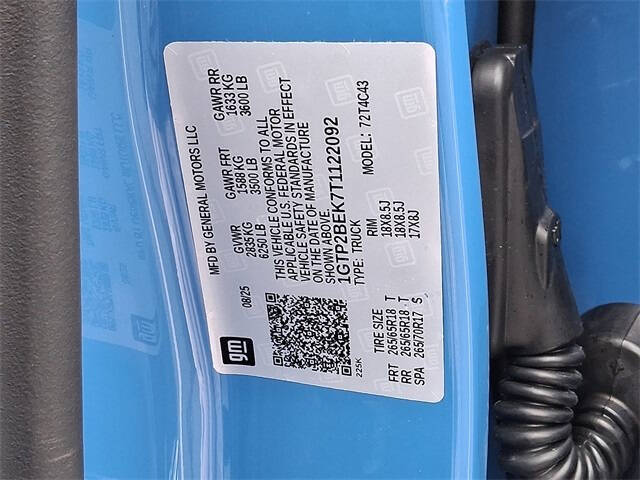 gm
MFD BY GENERAL MOTORS LLC
08/25
GVWR GAWR FRT GAWR RR
2835 KG 1588 KG 1633 KG
6250 LB 3500 LB 3600 LB
THIS VEHICLE CONFORMS TO ALL
APPLICABLE U.S. FEDERAL MOTOR
VEHICLE SAFETY STANDARDS IN EFFECT
ON THE DATE OF MANUFACTURE
SHOWN ABOVE.
1GTP2BEK7T1122092
TYPE: TRUCK MODEL: 72T4C43
225K
TIRE SIZE RIM
FRT 265/65R18 T 18X8.5J
RR 265/65R18 T 18X8.5J
SPA 265/70R17 S 17X8J